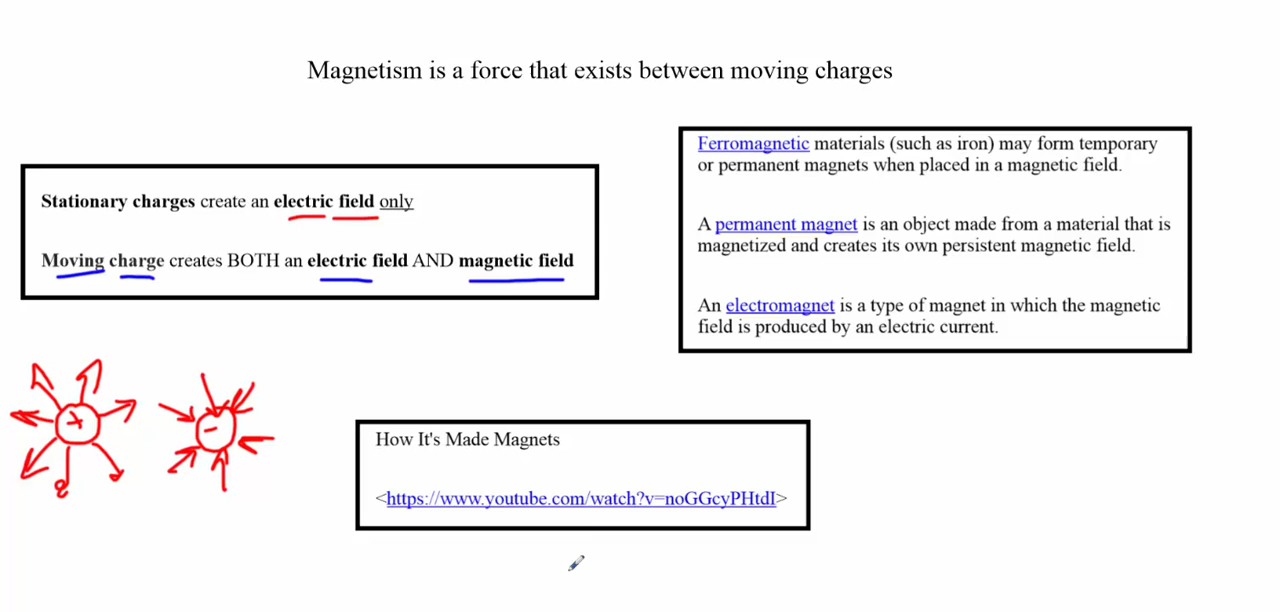 Magnetism is a force that exists between moving charges
Stationary charges create an electric field only
Moving charge creates BOTH an electric field AND magnetic field
Ferromagnetic materials (such as iron) may form temporary
or permanent magnets when placed in a magnetic field.
A permanent magnet is an object made from a material that is
magnetized and creates its own persistent magnetic field.
An electromagnet is a type of magnet in which the magnetic
field is produced by an electric current.
+
-
How It's Made Magnets
<https://www.youtube.com/watch?v=noGGcyPHtdI>